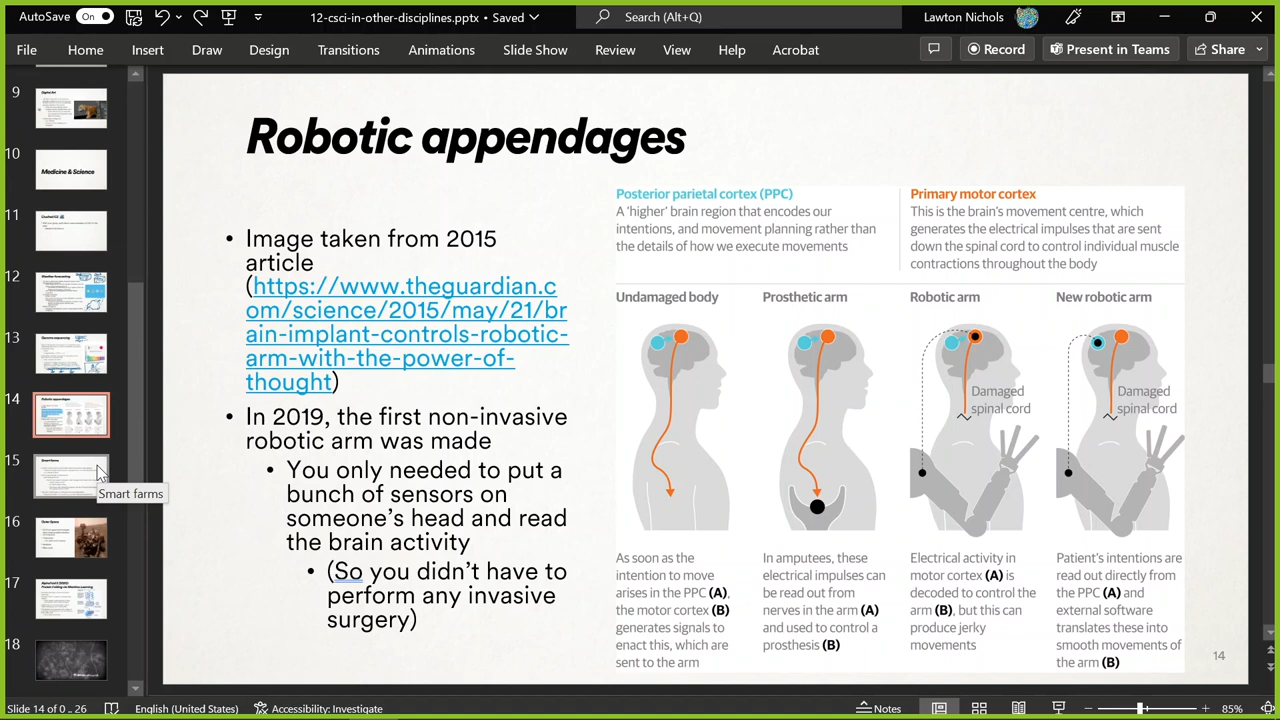 AutoSave On 12-csci-in-other-disciplines.pptx • Saved Search (Alt+Q) Lawton Nichols
File Home Insert Draw Design Transitions Animations Slide Show Review View Help Acrobat Record Present in Teams Share
9
10
Medicine & Science
11
12
13
14
15
Smart farms
16
17
18
Robotic appendages
• Image taken from 2015
article
(https://www.theguardian.c
om/science/2015/may/21/br
ain-implant-controls-robotic-
arm-with-the-power-of-
thought)
• In 2019, the first non-invasive
robotic arm was made
• You only needed to put a
bunch of sensors on
someone's head and read
the brain activity
• (So you didn't have to
perform any invasive
surgery)
Posterior parietal cortex (PPC)
A 'higher' brain region that encodes our
intentions, and movement planning rather than
the details of how we execute movements
Primary motor cortex
This is the brain's movement centre, which
generates the electrical impulses that are sent
down the spinal cord to control individual muscle
contractions throughout the body
Undamaged body
As soon as the
intention to move
arises in the PPC (A),
the motor cortex (B)
generates signals to
enact this, which are
sent to the arm
Prosthetic arm
In amputees, these
electrical impulses can
be read out from
nerves in the arm (A)
and used to control a
prosthesis (B)
Robotic arm
Damaged
spinal cord
Electrical activity in
motor cortex (A) is
decoded to control the
arm (B), but this can
produce jerky
movements
New robotic arm
Damaged
spinal cord
Patient's intentions are
read out directly from
the PPC (A) and
external software
translates these into
smooth movements of
the arm (B)
14
Slide 14 of 0 .. 26 English (United States) Accessibility: Investigate Notes 85%